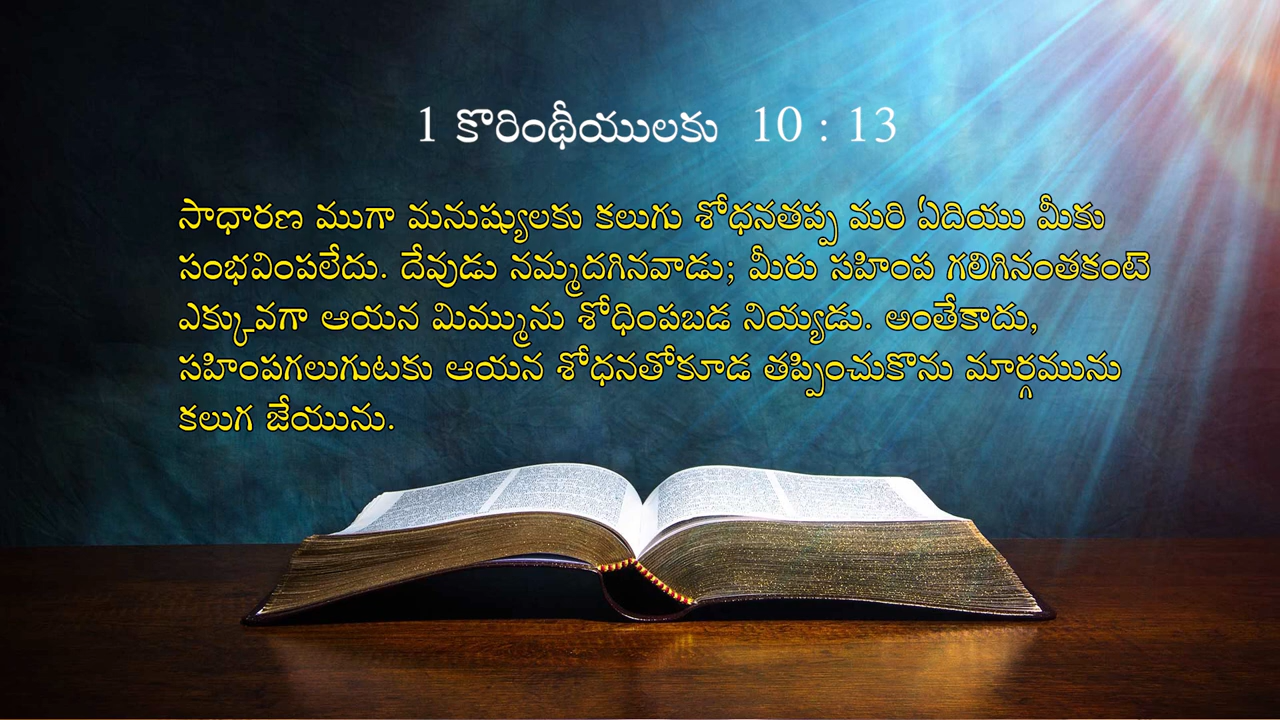 1 కొరింథీయులకు 10 : 13
సాధారణ ముగా మనుష్యులకు కలుగు శోధనతప్ప మరి ఏదియు మీకు
సంభవింపలేదు. దేవుడు నమ్మదగినవాడు; మీరు సహింప గలిగినంతకంటె
ఎక్కువగా ఆయన మిమ్మును శోధింపబడ నియ్యడు. అంతేకాదు,
సహింపగలుగుటకు ఆయన శోధనతోకూడ తప్పించుకొను మార్గమును
కలుగ జేయును.